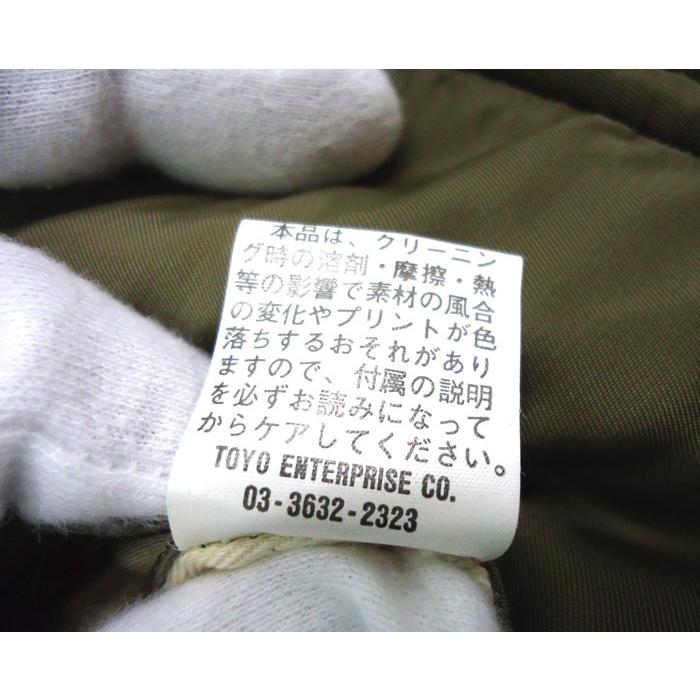 本品は、クリーニン
グ時の溶剤・摩擦・熱
等の影響で素材の風合
の変化やプリントが色
落ちするおそれがあり
ますので、付属の説明
を必ずお読みになって
からケアしてください。
TOYO ENTERPRISE CO.
03-3632-2323